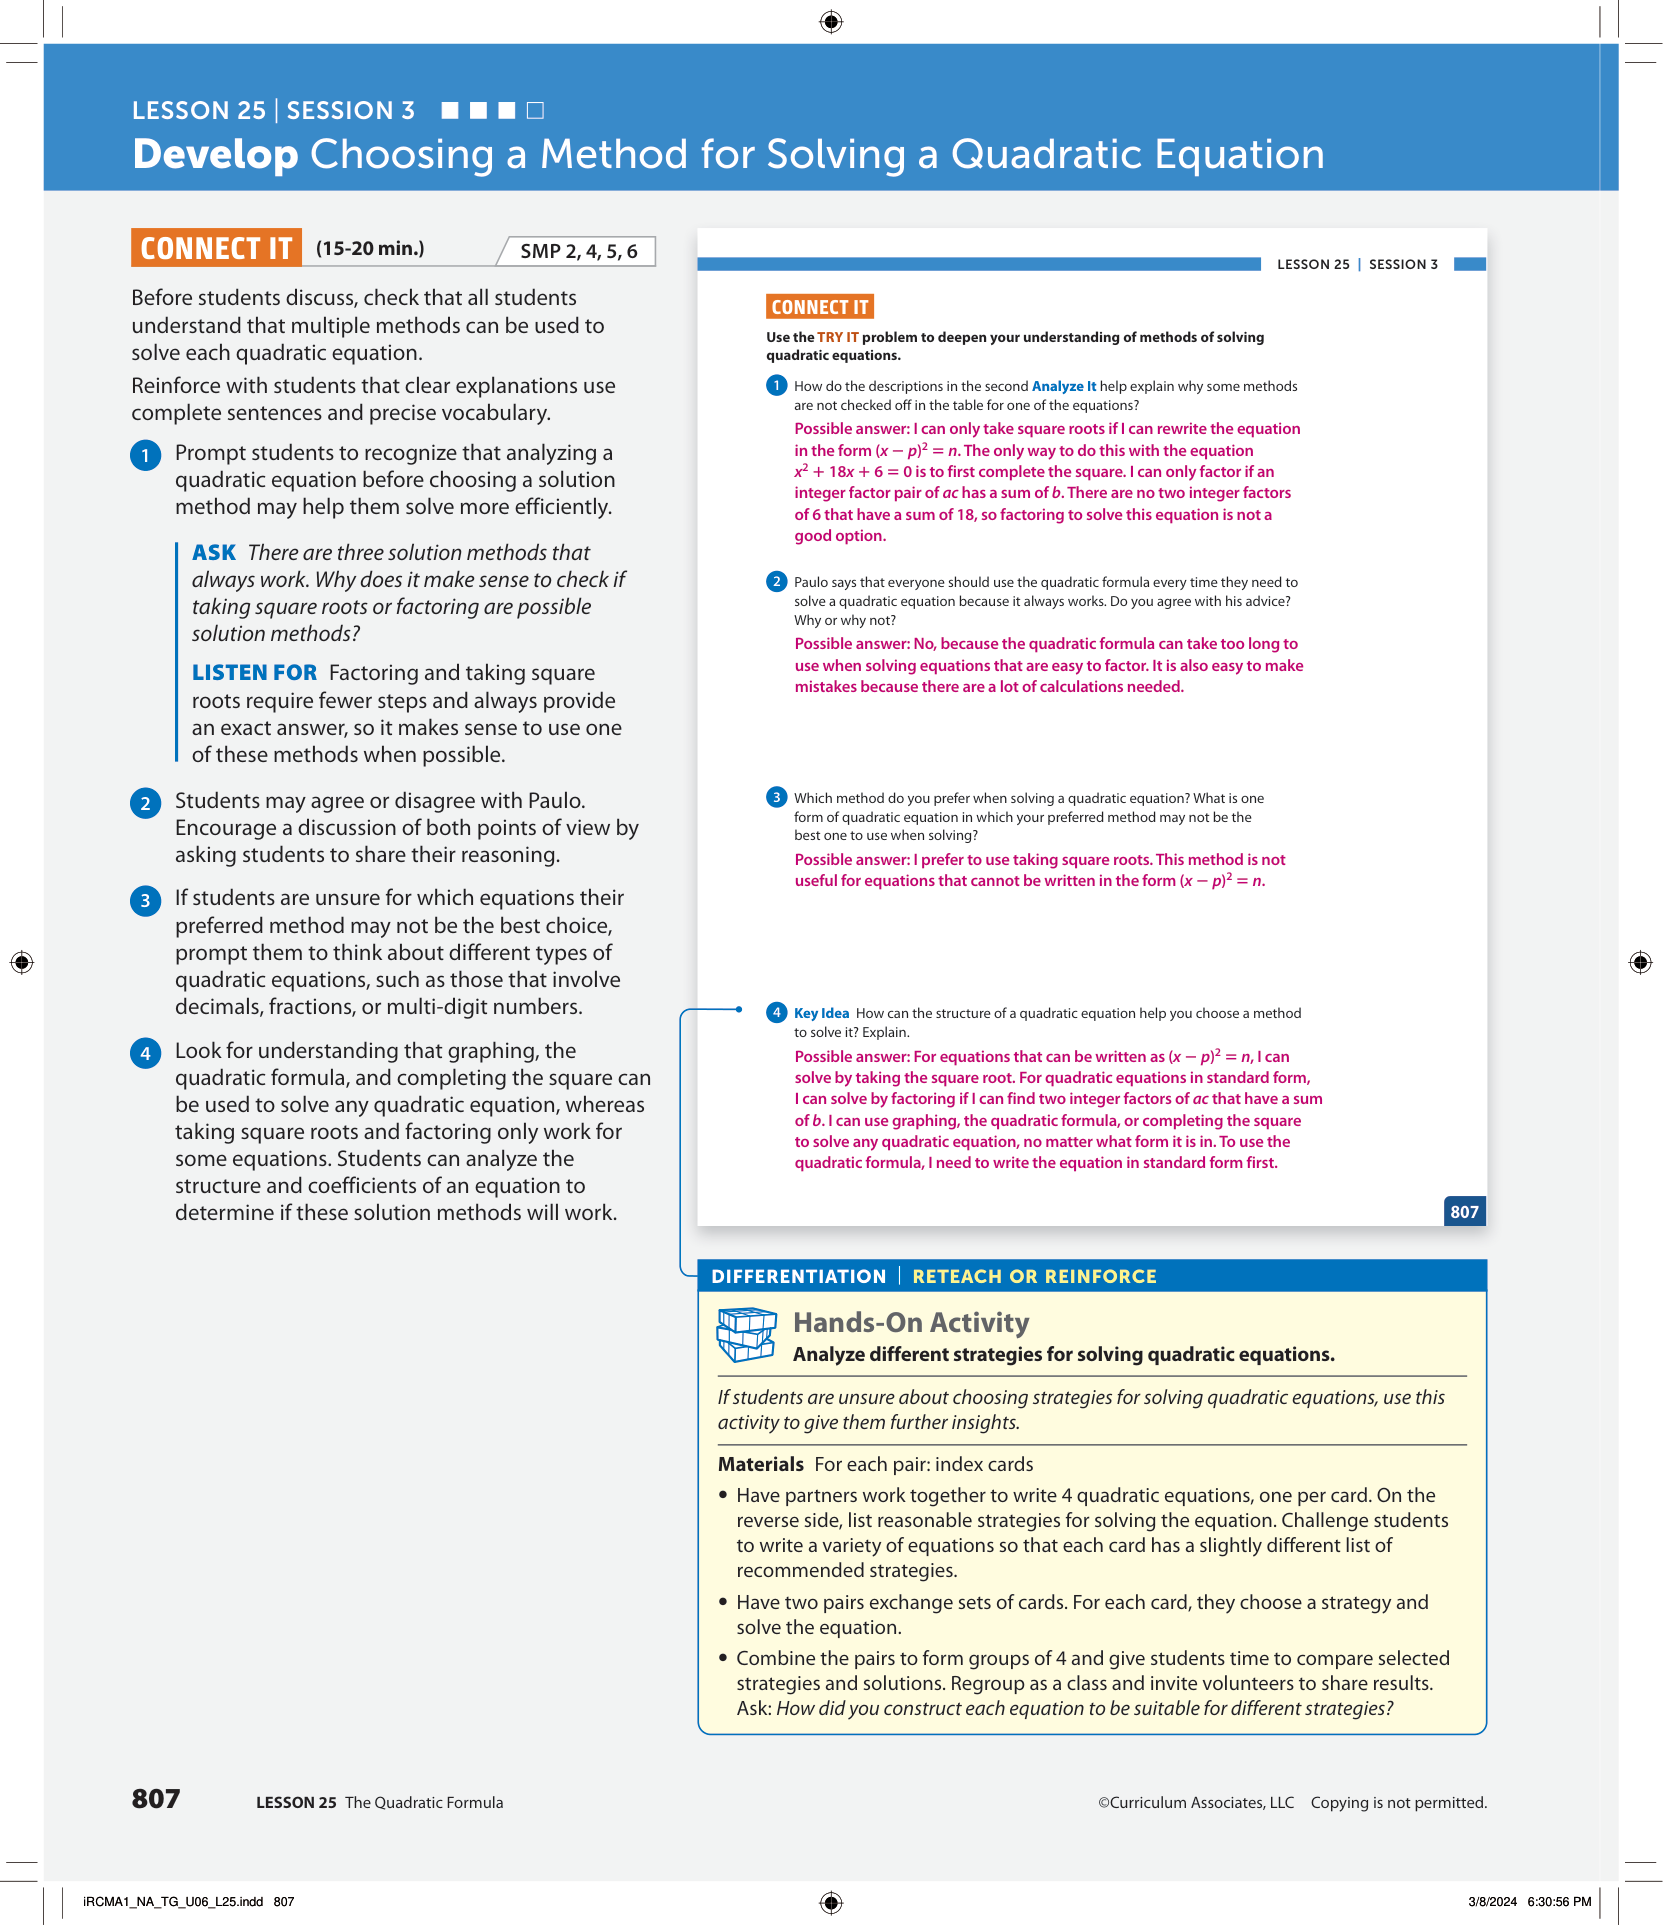 LESSON 25 | SESSION 3
Develop Choosing a Method for Solving a Quadratic Equation
CONNECT IT (15-20 min.) SMP 2, 4, 5, 6
Before students discuss, check that all students
understand that multiple methods can be used to
solve each quadratic equation.
Reinforce with students that clear explanations use
complete sentences and precise vocabulary.
1 Prompt students to recognize that analyzing a
quadratic equation before choosing a solution
method may help them solve more efficiently.
ASK There are three solution methods that
always work. Why does it make sense to check if
taking square roots or factoring are possible
solution methods?
LISTEN FOR Factoring and taking square
roots require fewer steps and always provide
an exact answer, so it makes sense to use one
of these methods when possible.
2 Students may agree or disagree with Paulo.
Encourage a discussion of both points of view by
asking students to share their reasoning.
3 If students are unsure for which equations their
preferred method may not be the best choice,
prompt them to think about different types of
quadratic equations, such as those that involve
decimals, fractions, or multi-digit numbers.
4 Look for understanding that graphing, the
quadratic formula, and completing the square can
be used to solve any quadratic equation, whereas
taking square roots and factoring only work for
some equations. Students can analyze the
structure and coefficients of an equation to
determine if these solution methods will work.
LESSON 25 | SESSION 3
CONNECT IT
Use the TRY IT problem to deepen your understanding of methods of solving
quadratic equations.
1 How do the descriptions in the second Analyze It help explain why some methods
are not checked off in the table for one of the equations?
Possible answer: I can only take square roots if I can rewrite the equation
in the form (x − p)² = n. The only way to do this with the equation
x² + 18x + 6 = 0 is to first complete the square. I can only factor if an
integer factor pair of ac has a sum of b. There are no two integer factors
of 6 that have a sum of 18, so factoring to solve this equation is not a
good option.
2 Paulo says that everyone should use the quadratic formula every time they need to
solve a quadratic equation because it always works. Do you agree with his advice?
Why or why not?
Possible answer: No, because the quadratic formula can take too long to
use when solving equations that are easy to factor. It is also easy to make
mistakes because there are a lot of calculations needed.
3 Which method do you prefer when solving a quadratic equation? What is one
form of quadratic equation in which your preferred method may not be the
best one to use when solving?
Possible answer: I prefer to use taking square roots. This method is not
useful for equations that cannot be written in the form (x − p)² = n.
4 Key Idea How can the structure of a quadratic equation help you choose a method
to solve it? Explain.
Possible answer: For equations that can be written as (x − p)² = n, I can
solve by taking the square root. For quadratic equations in standard form,
I can solve by factoring if I can find two integer factors of ac that have a sum
of b. I can use graphing, the quadratic formula, or completing the square
to solve any quadratic equation, no matter what form it is in. To use the
quadratic formula, I need to write the equation in standard form first.
807
DIFFERENTIATION | RETEACH OR REINFORCE
Hands-On Activity
Analyze different strategies for solving quadratic equations.
If students are unsure about choosing strategies for solving quadratic equations, use this
activity to give them further insights.
Materials For each pair: index cards
• Have partners work together to write 4 quadratic equations, one per card. On the
reverse side, list reasonable strategies for solving the equation. Challenge students
to write a variety of equations so that each card has a slightly different list of
recommended strategies.
• Have two pairs exchange sets of cards. For each card, they choose a strategy and
solve the equation.
• Combine the pairs to form groups of 4 and give students time to compare selected
strategies and solutions. Regroup as a class and invite volunteers to share results.
Ask: How did you construct each equation to be suitable for different strategies?
807 LESSON 25 The Quadratic Formula ©Curriculum Associates, LLC Copying is not permitted.
iRCMA1_NA_TG_U06_L25.indd 807 3/8/2024 6:30:56 PM